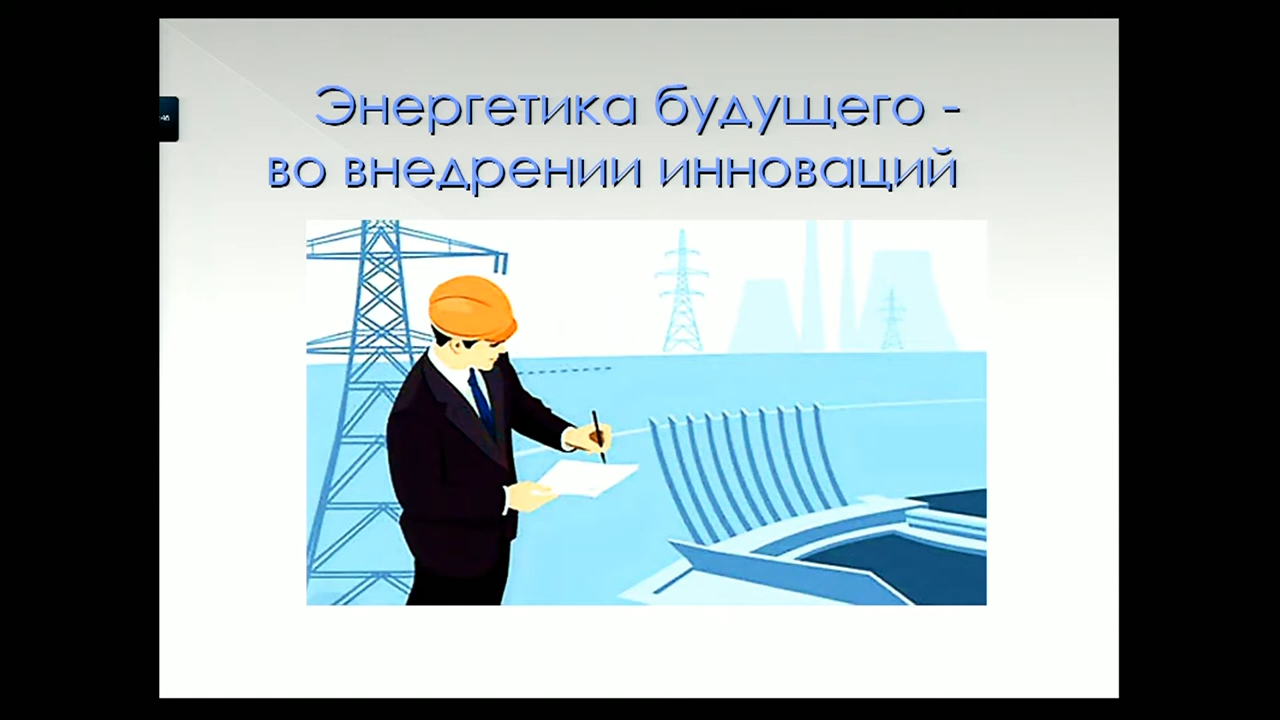 Энергетика будущего -
во внедрении инноваций